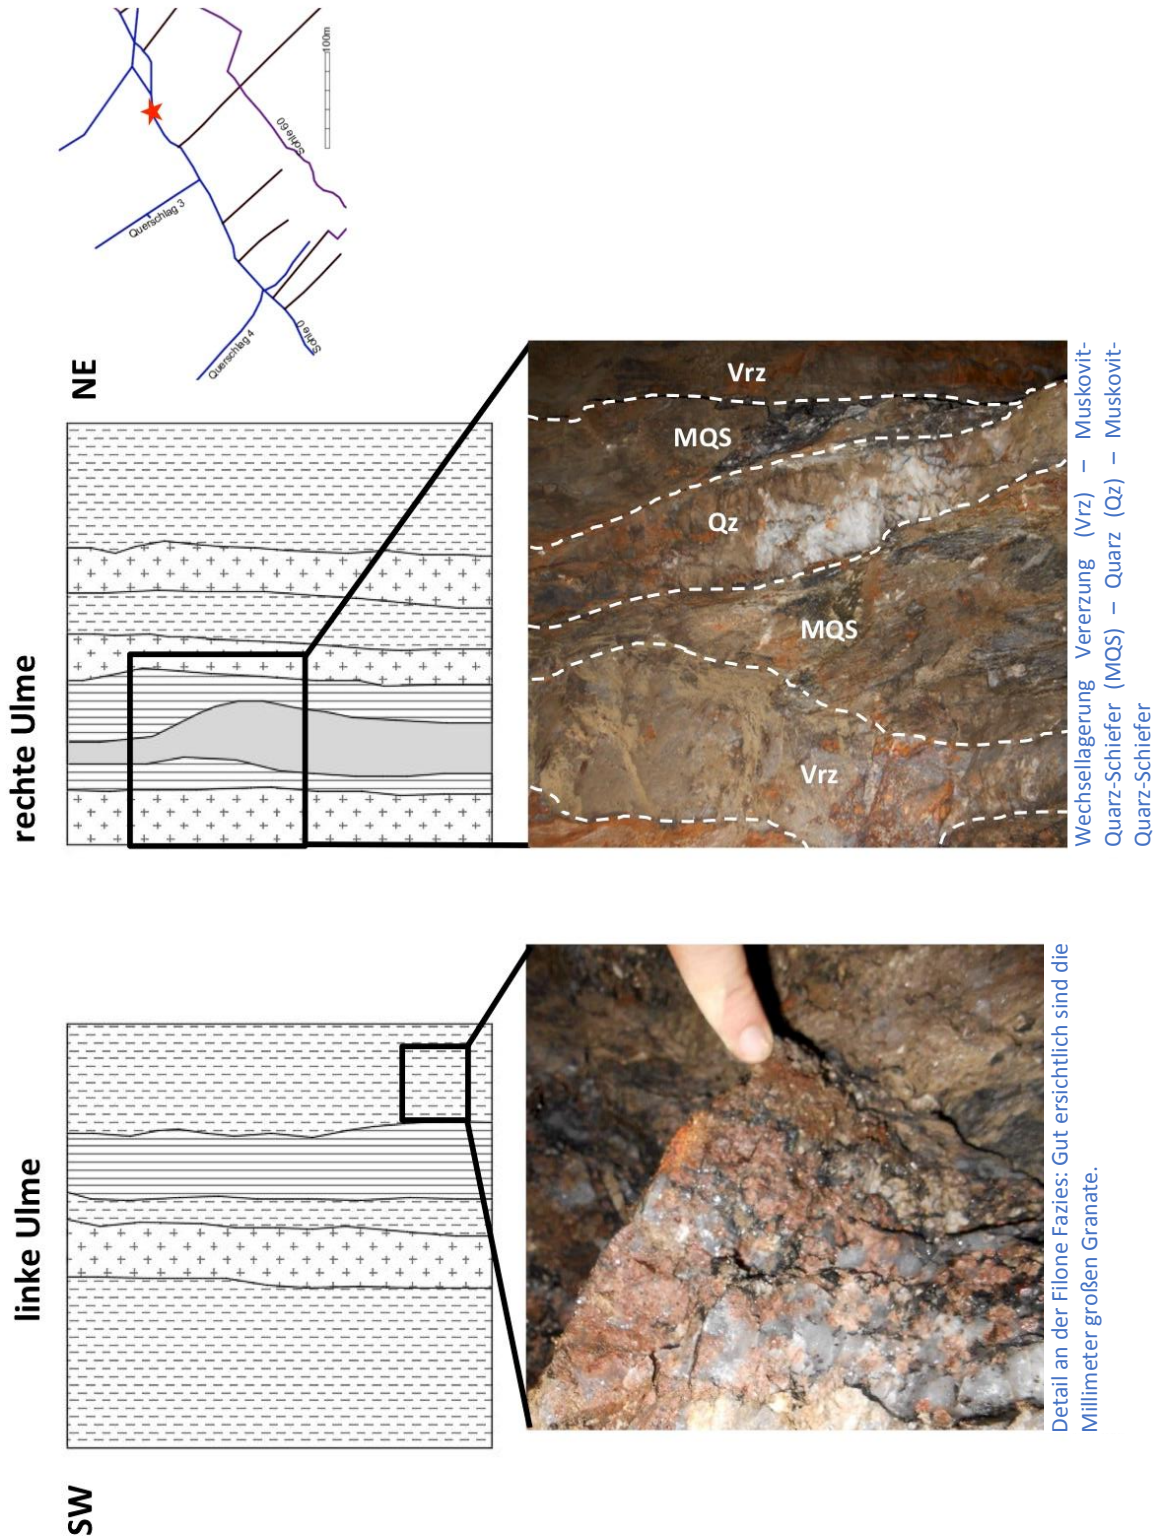 linke Ulme
rechte Ulme
SW
NE
Querschlag 4
Sohle 0
Querschlag 3
Sohle 60
100m
Vrz
MQS
Qz
MQS
Vrz
Detail an der Filone Fazies: Gut ersichtlich sind die
Millimeter großen Granate.
Wechsellagerung Vererzung (Vrz) – Muskovit-
Quarz-Schiefer (MQS) – Quarz (Qz) – Muskovit-
Quarz-Schiefer